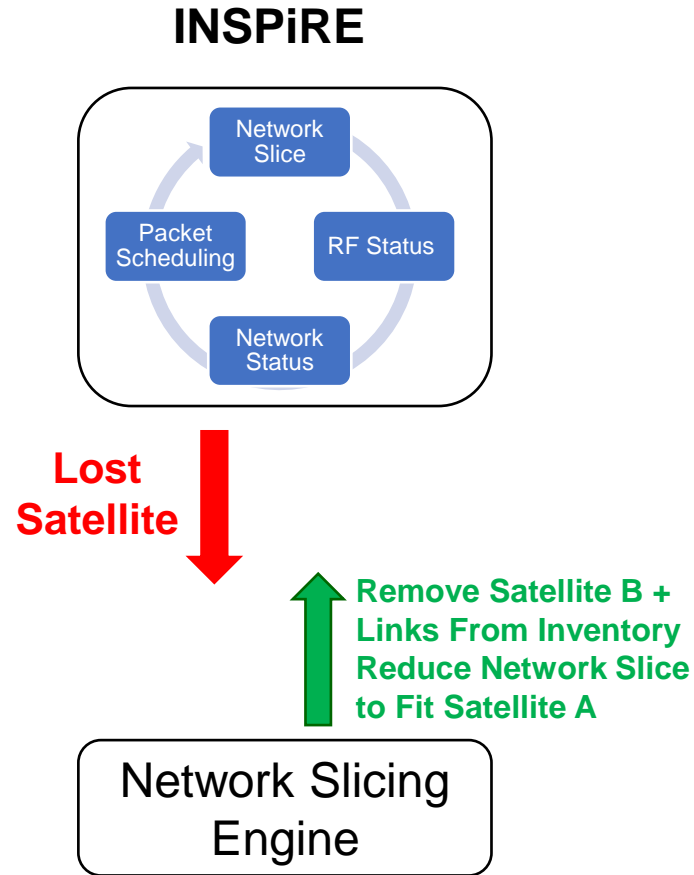 INSPiRE
Network
Slice
Packet
Scheduling
RF Status
Network
Status
Lost
Satellite
Remove Satellite B +
Links From Inventory
Reduce Network Slice
to Fit Satellite A
Network Slicing
Engine